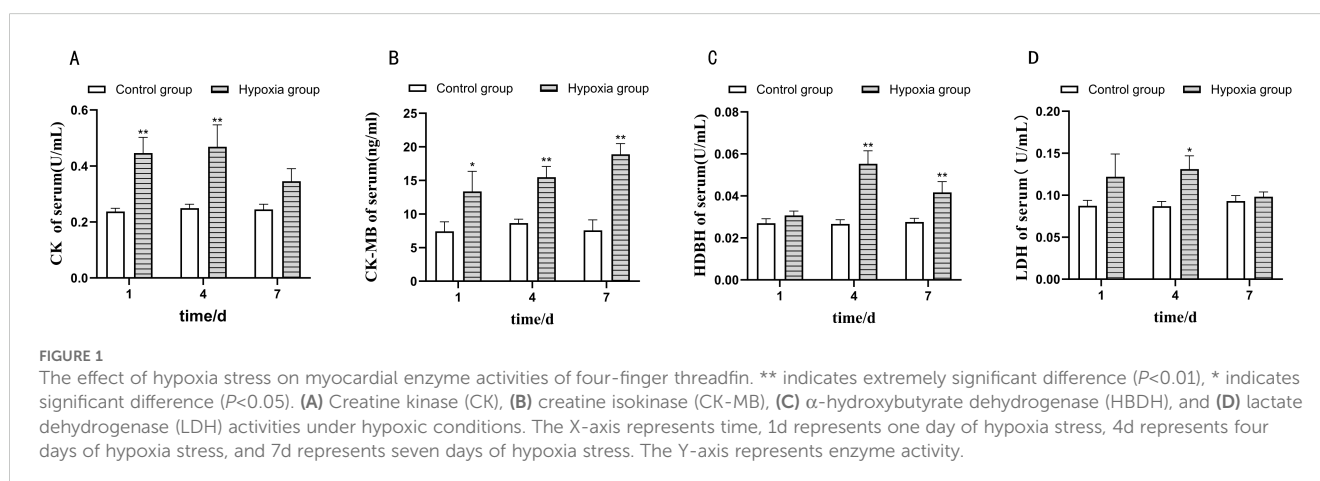 A
Control group
Hypoxia group
CK of serum(U/mL)
0.6
0.4
0.2
0.0
**
**
1
4
7
time/d
B
Control group
Hypoxia group
CK-MB of serum(ng/ml)
25
20
15
10
5
0
*
**
**
1
4
7
time/d
C
Control group
Hypoxia group
HDBH of serum(U/mL)
0.08
0.06
0.04
0.02
0.00
**
**
1
4
7
time/d
D
Control group
Hypoxia group
LDH of serum（U/mL）
0.20
0.15
0.10
0.05
0.00
*
1
4
7
time/d
FIGURE 1
The effect of hypoxia stress on myocardial enzyme activities of four-finger threadfin. ** indicates extremely significant difference (P<0.01), * indicates
significant difference (P<0.05). (A) Creatine kinase (CK), (B) creatine isokinase (CK-MB), (C) α-hydroxybutyrate dehydrogenase (HBDH), and (D) lactate
dehydrogenase (LDH) activities under hypoxic conditions. The X-axis represents time, 1d represents one day of hypoxia stress, 4d represents four
days of hypoxia stress, and 7d represents seven days of hypoxia stress. The Y-axis represents enzyme activity.